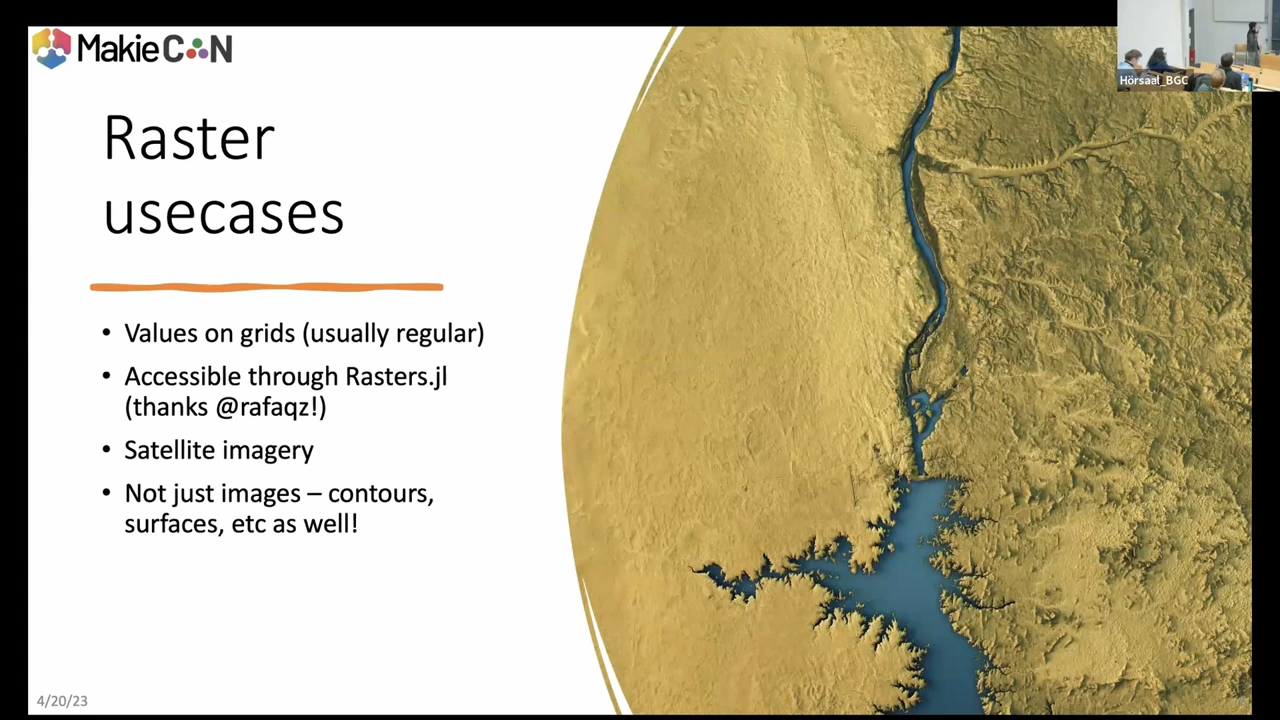 MakieCON
Hörsaal_BGC
Raster
usecases
• Values on grids (usually regular)
• Accessible through Rasters.jl
(thanks @rafaqz!)
• Satellite imagery
• Not just images – contours,
surfaces, etc as well!
4/20/23